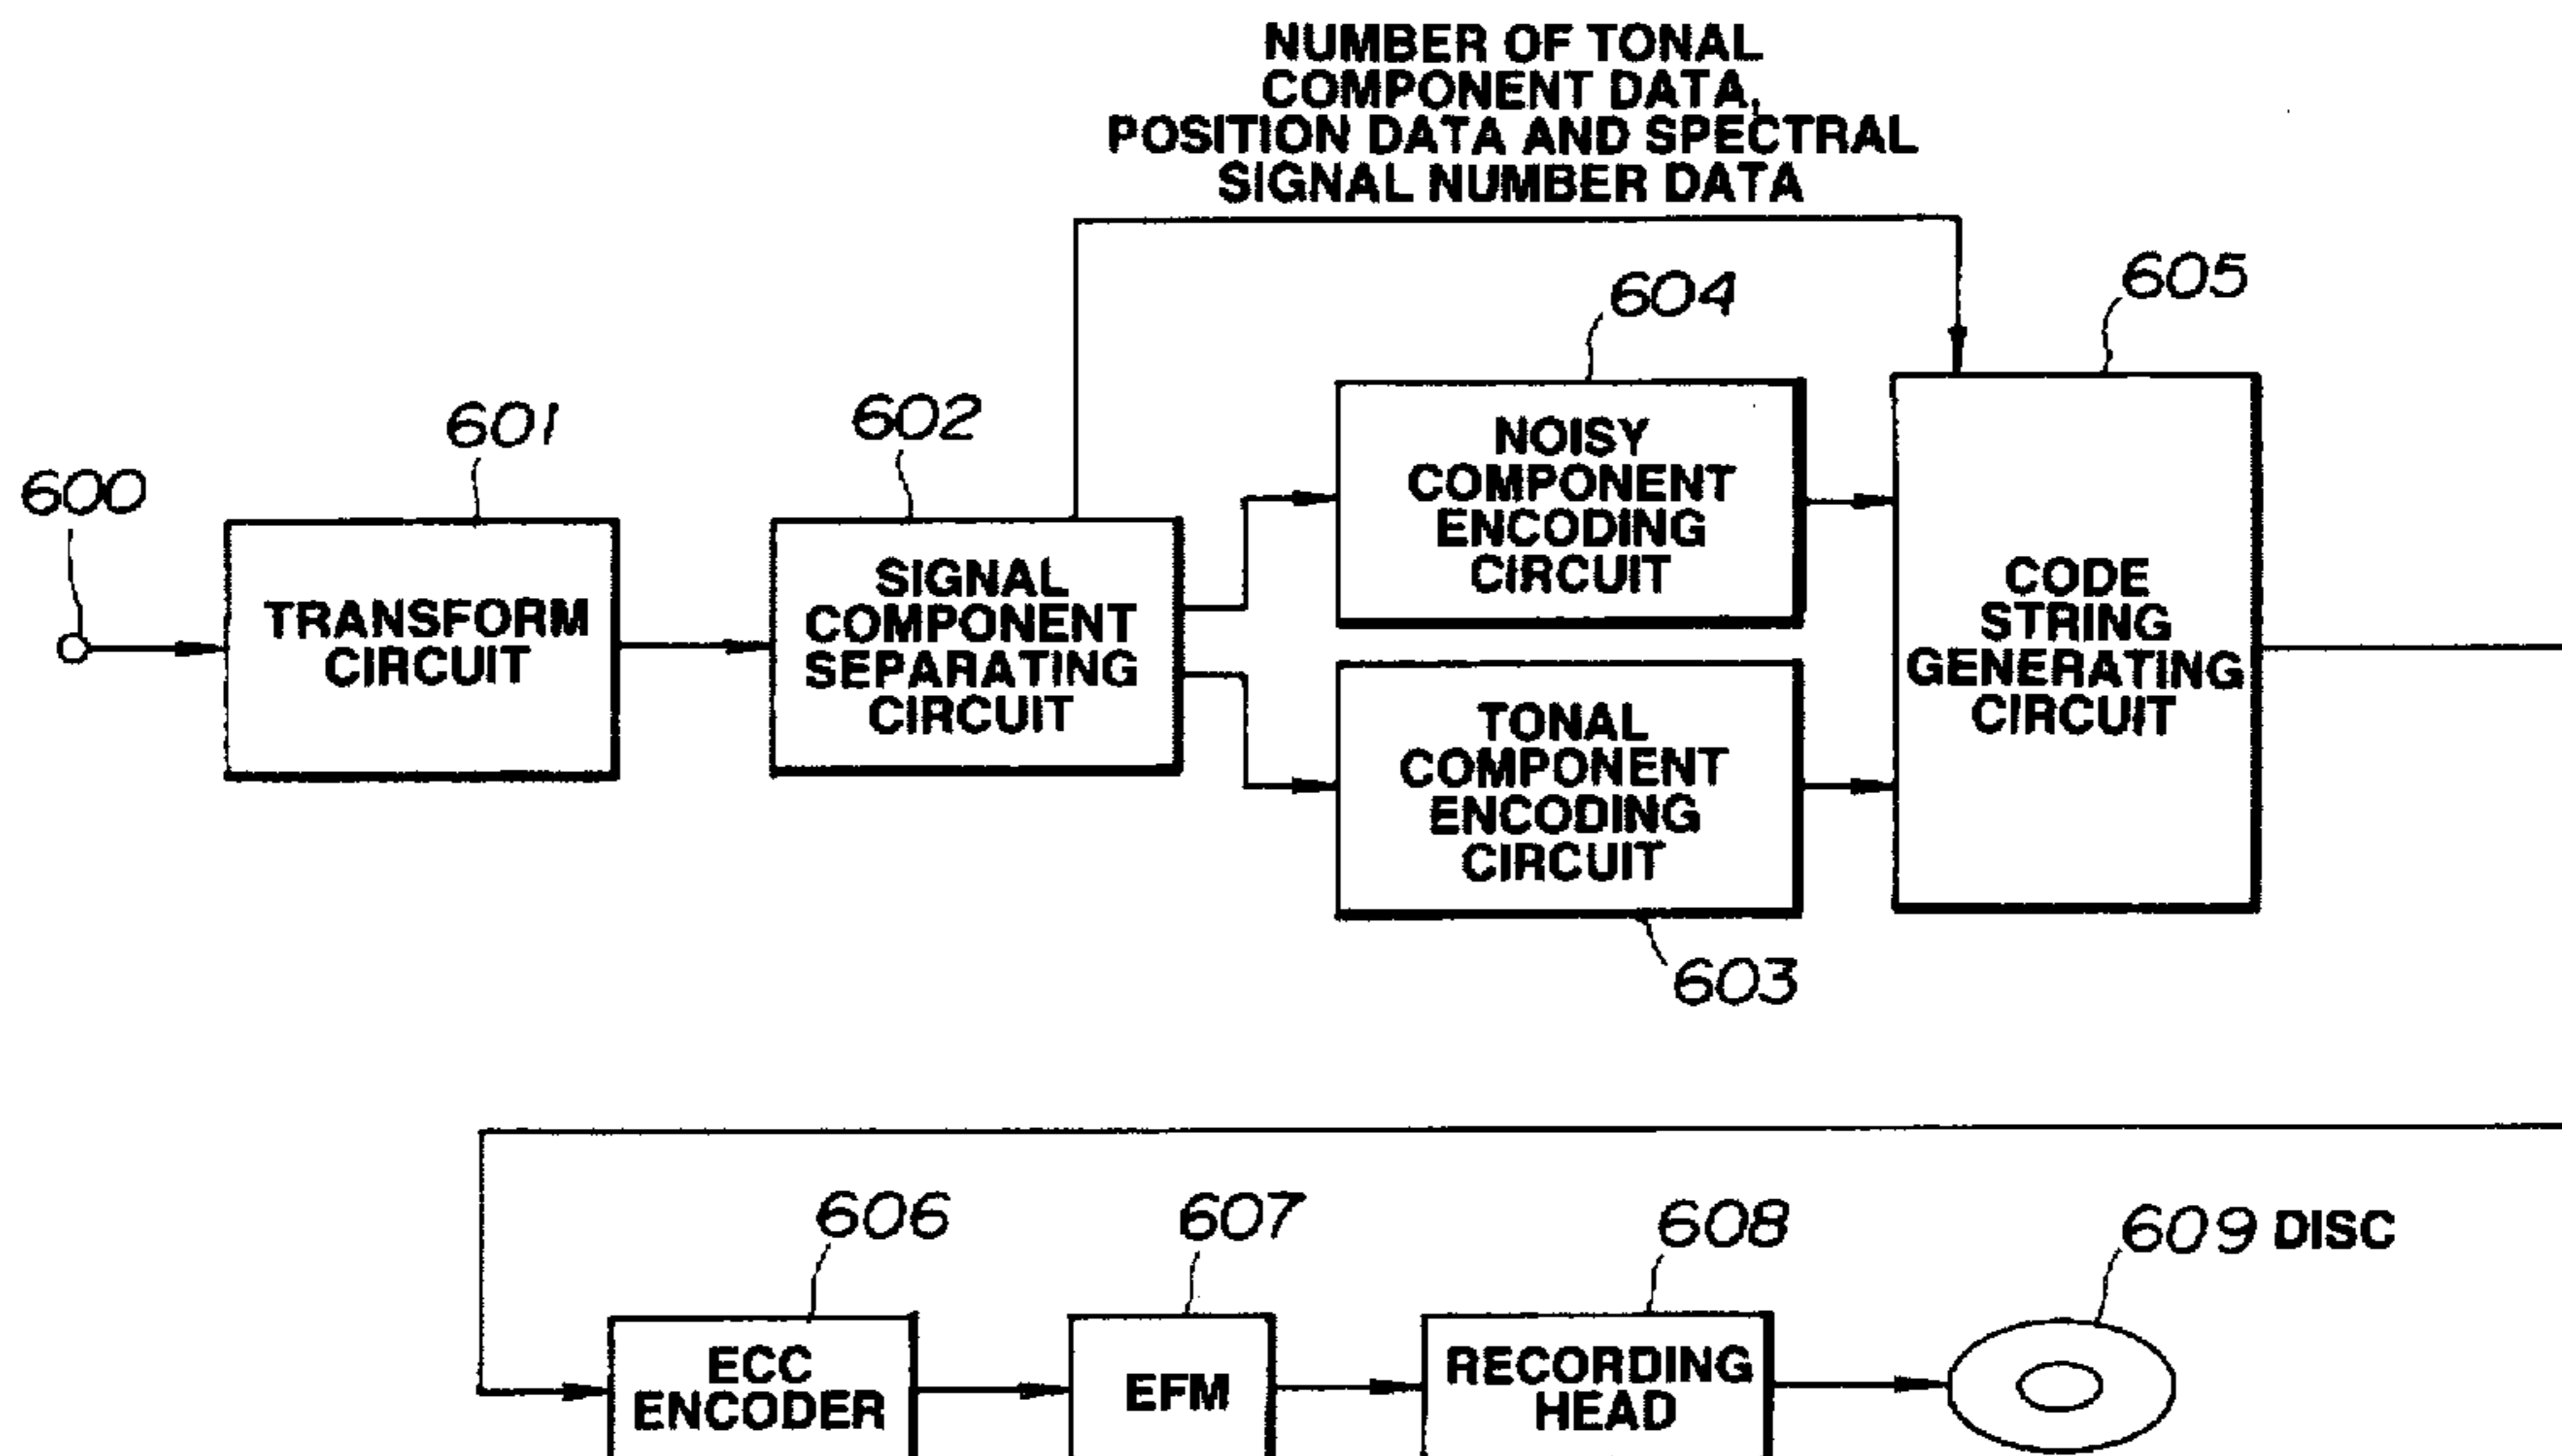 NUMBER OF TONAL
COMPONENT DATA,
POSITION DATA AND SPECTRAL
SIGNAL NUMBER DATA
600
601
TRANSFORM
CIRCUIT
602
SIGNAL
COMPONENT
SEPARATING
CIRCUIT
604
NOISY
COMPONENT
ENCODING
CIRCUIT
TONAL
COMPONENT
ENCODING
CIRCUIT
603
605
CODE
STRING
GENERATING
CIRCUIT
606
ECC
ENCODER
607
EFM
608
RECORDING
HEAD
609 DISC